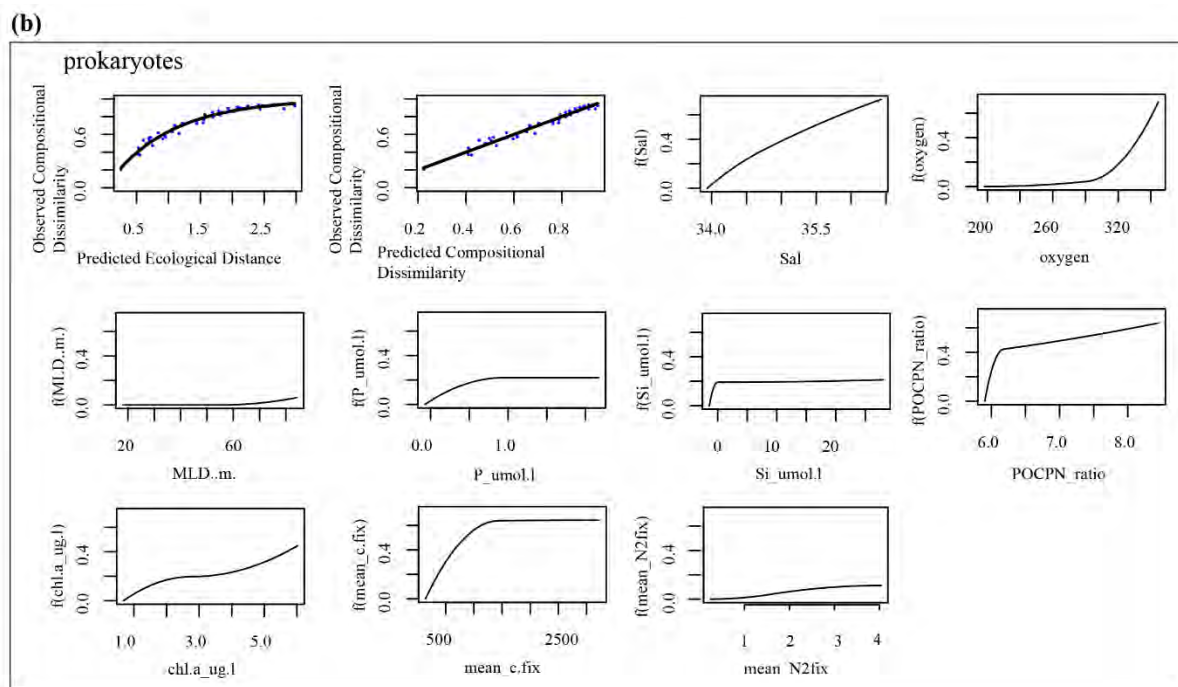 (b)
prokaryotes
Observed Compositional
Dissimilarity
0.0 0.6
0.5 1.5 2.5
Predicted Ecological Distance
Observed Compositional
Dissimilarity
0.0 0.6
0.2 0.4 0.6 0.8
Predicted Compositional
Dissimilarity
f(Sal)
0.0 0.4
34.0 35.5
Sal
f(oxygen)
0.0 0.4
200 260 320
oxygen
f(MLD..m.)
0.0 0.4
20 60 80
MLD..m.
f(P_umol.l)
0.0 0.4
0.0 1.0
P_umol.l
f(Si_umol.l)
0.0 0.4
0 10 20
Si_umol.l
f(POCPN_ratio)
0.0 0.4
6.0 7.0 8.0
POCPN_ratio
f(chl.a_ug.l)
0.0 0.4
1.0 3.0 5.0
chl.a_ug.l
f(mean_c.fix)
0.0 0.4
500 2500
mean_c.fix
f(mean_N2fix)
0.0 0.4
1 2 3 4
mean_N2fix